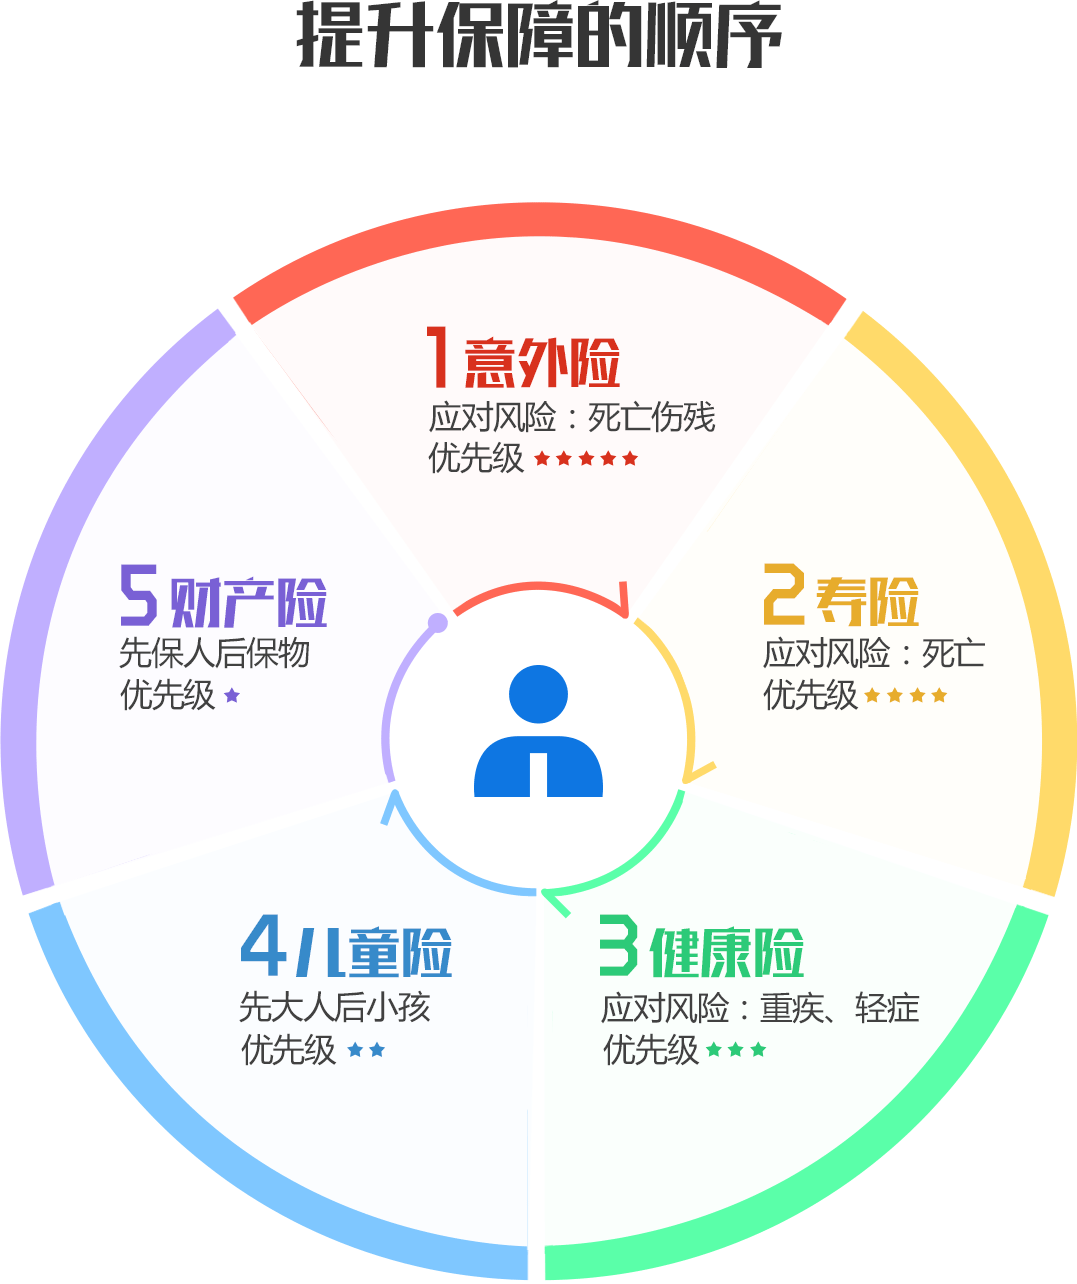 提升保障的顺序
1 意外险
应对风险：死亡伤残
优先级 ★★★★★
2 寿险
应对风险：死亡
优先级 ★★★★
3 健康险
应对风险：重疾、轻症
优先级 ★★★
4 儿童险
先大人后小孩
优先级 ★★
5 财产险
先保人后保物
优先级 ★